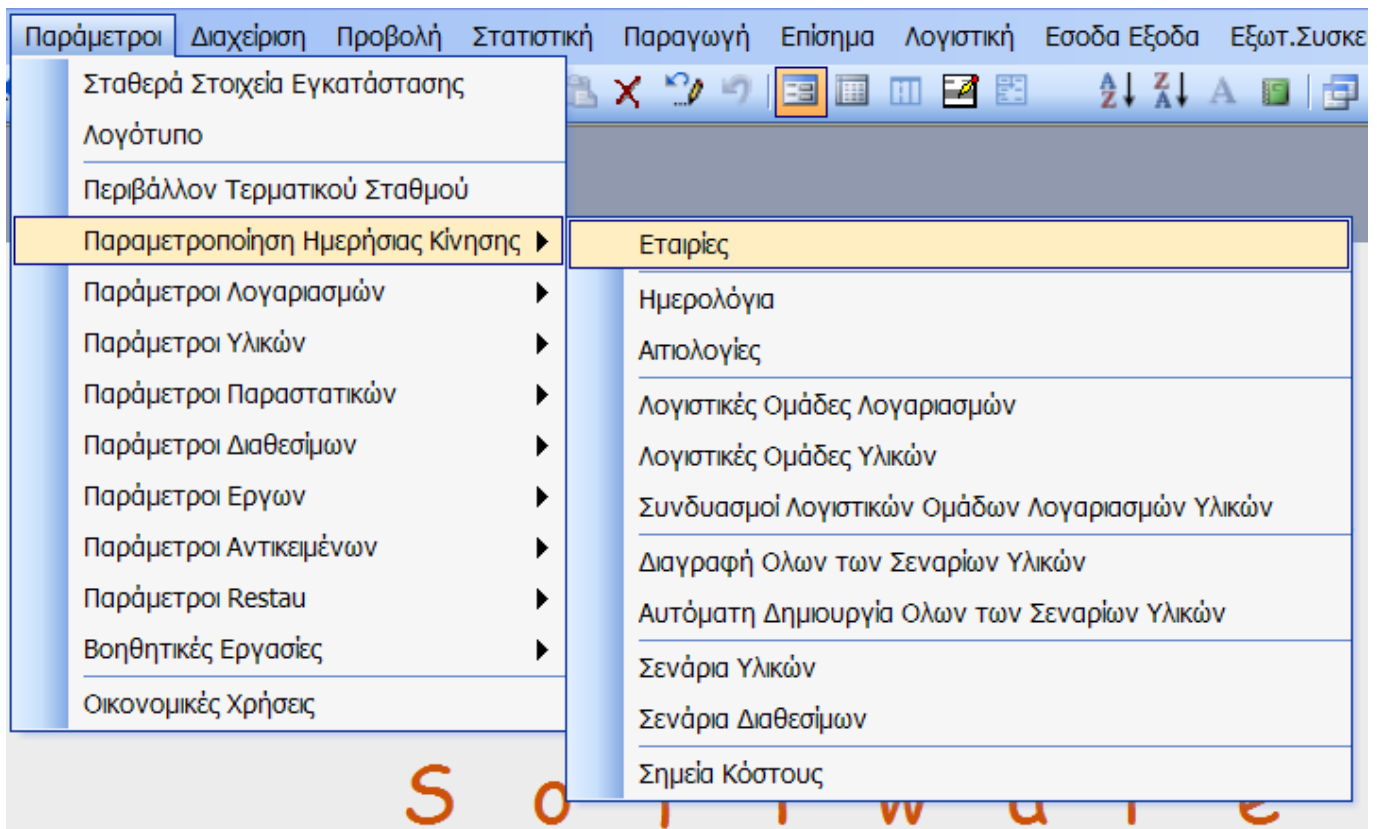 Παράμετροι Διαχείριση Προβολή Στατιστική Παραγωγή Επίσημα Λογιστική Εσοδα Εξοδα Εξωτ.Συσκε
Σταθερά Στοιχεία Εγκατάστασης
Λογότυπο
Περιβάλλον Τερματικού Σταθμού
Παραμετροποίηση Ημερήσιας Κίνησης
Παράμετροι Λογαριασμών
Παράμετροι Υλικών
Παράμετροι Παραστατικών
Παράμετροι Διαθεσίμων
Παράμετροι Εργων
Παράμετροι Αντικειμένων
Παράμετροι Restau
Βοηθητικές Εργασίες
Οικονομικές Χρήσεις
Εταιρίες
Ημερολόγια
Αιτιολογίες
Λογιστικές Ομάδες Λογαριασμών
Λογιστικές Ομάδες Υλικών
Συνδυασμοί Λογιστικών Ομάδων Λογαριασμών Υλικών
Διαγραφή Ολων των Σεναρίων Υλικών
Αυτόματη Δημιουργία Ολων των Σεναρίων Υλικών
Σενάρια Υλικών
Σενάρια Διαθεσίμων
Σημεία Κόστους